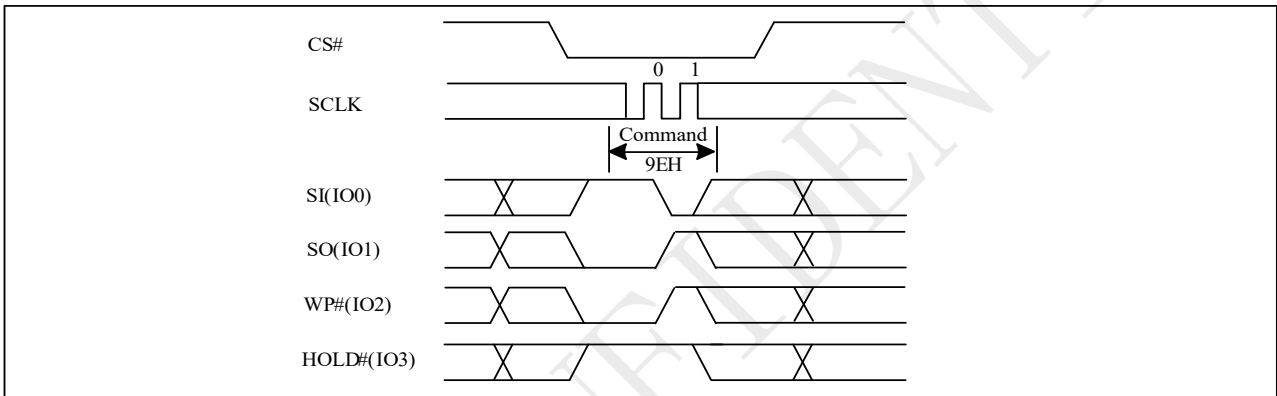 CS#
0 1
SCLK
Command
9EH
SI(IO0)
SO(IO1)
WP#(IO2)
HOLD#(IO3)